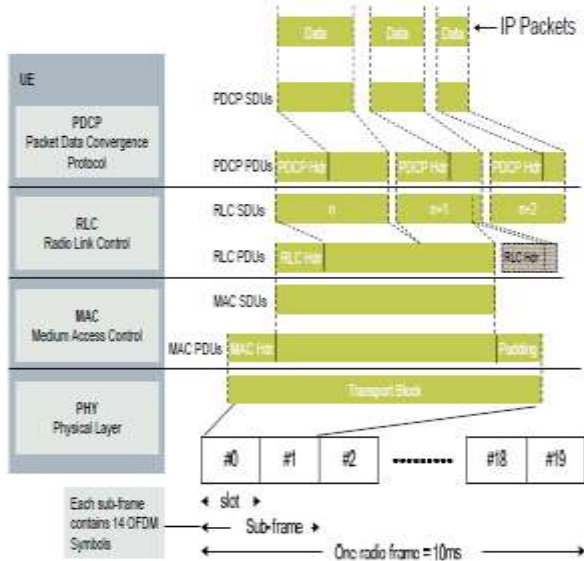 Data
Data
Data
IP Packets
UE
PDCP
Packet Data Convergence
Protocol
PDCP SDUs
PDCP PDUs
PDCP Hdr
PDCP Hdr
PDCP Hdr
RLC
Radio Link Control
RLC SDUs
n
n+1
n+2
RLC PDUs
RLC Hdr
RLC Hdr
MAC
Medium Access Control
MAC SDUs
MAC PDUs
MAC Hdr
Padding
PHY
Physical Layer
Transport Block
#0
#1
#2
#18
#19
Each sub-frame
contains 14 OFDM
Symbols
slot
Sub-frame
One radio frame = 10ms